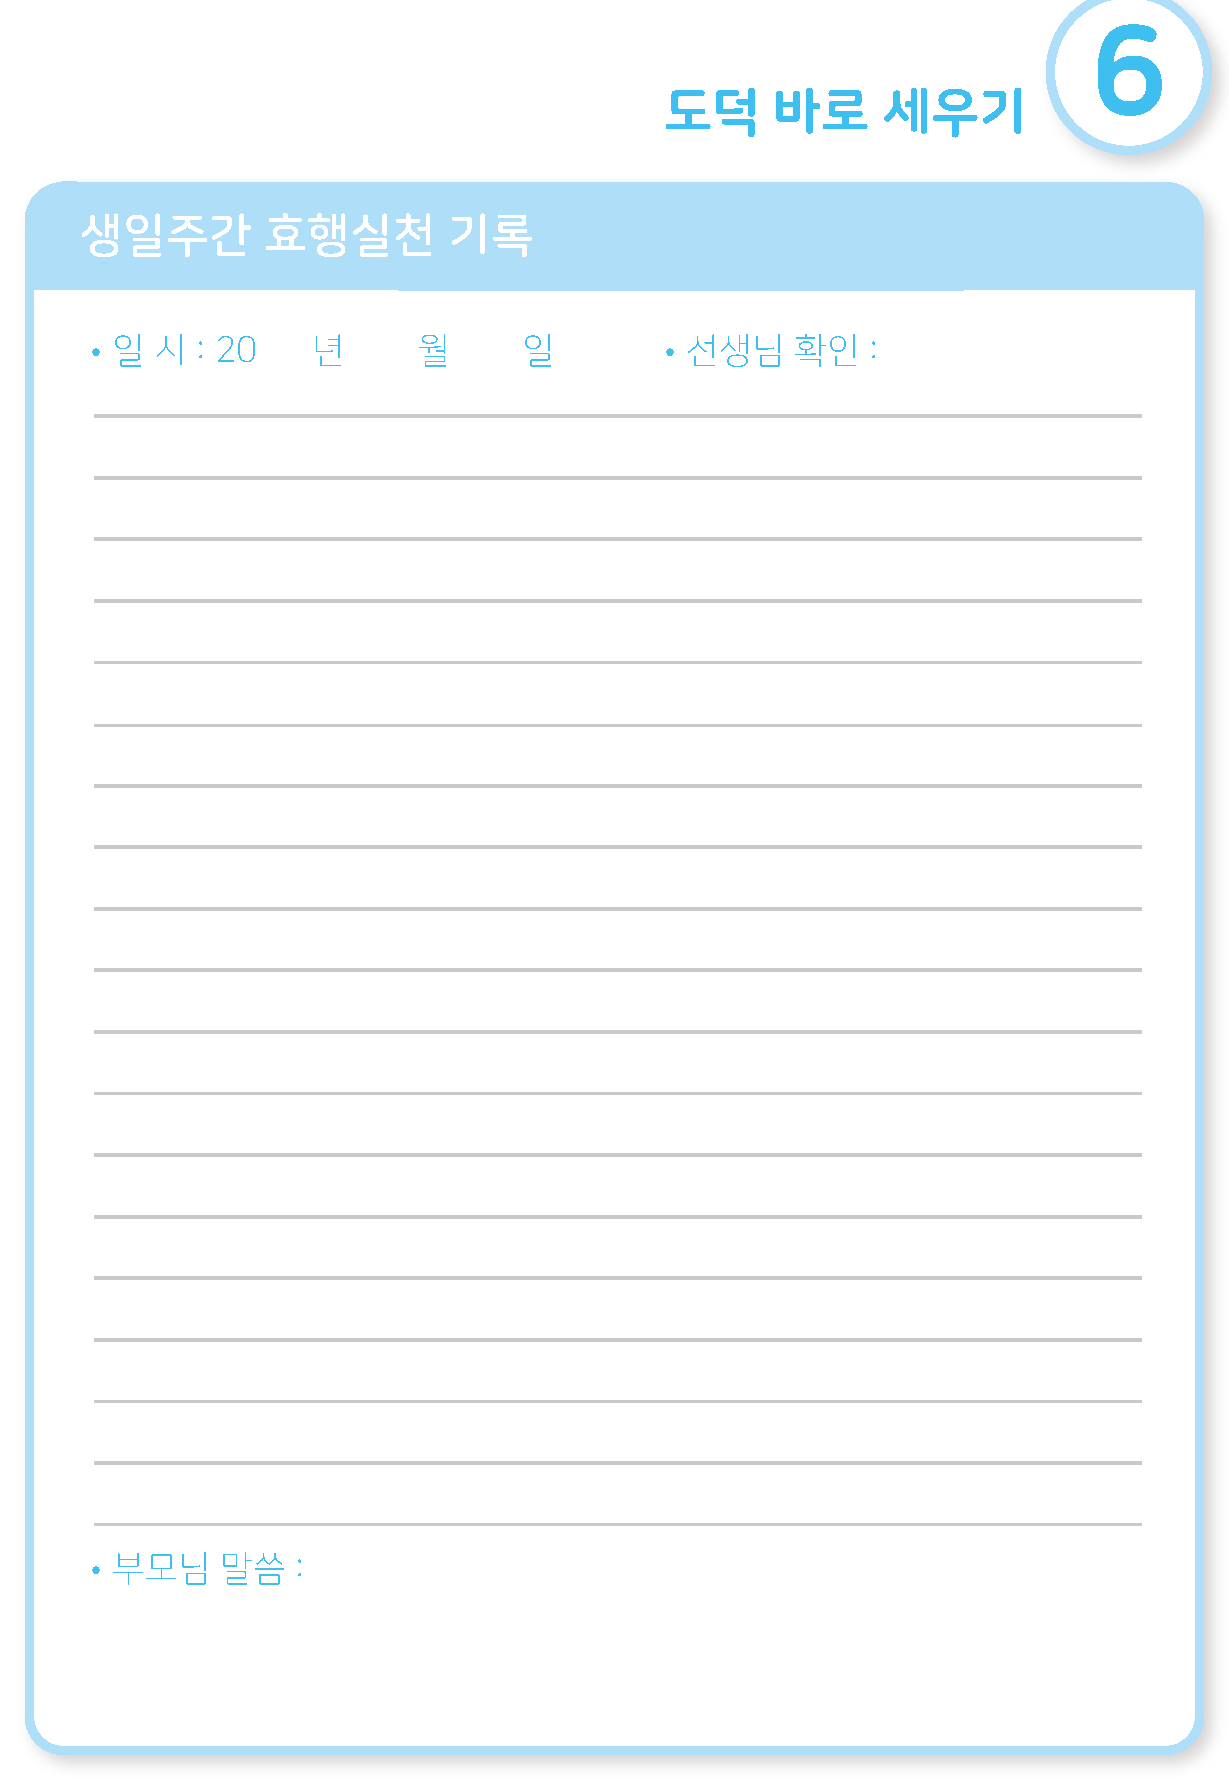 도덕 바로 세우기 6
생일주간 효행실천 기록
• 일 시 : 20 년 월 일 • 선생님 확인 :
• 부모님 말씀 :